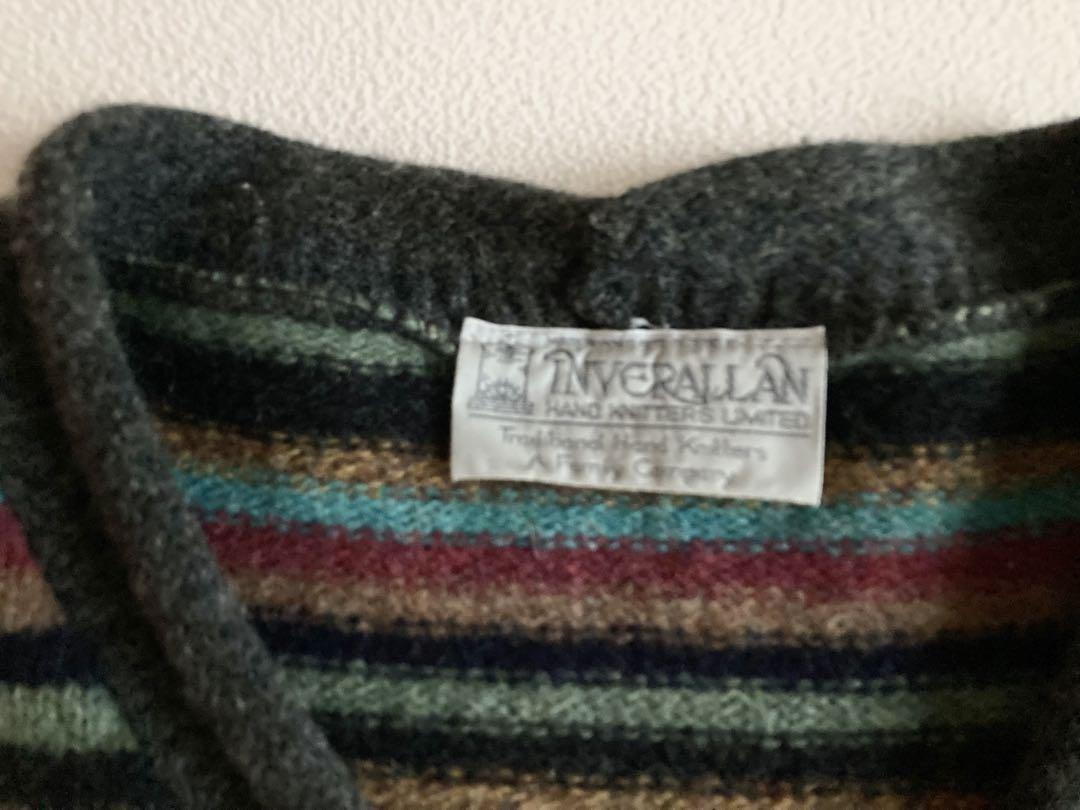 INVERALLAN
HAND KNITTERS LIMITED
Traditional Hand Knitters
A Family Company